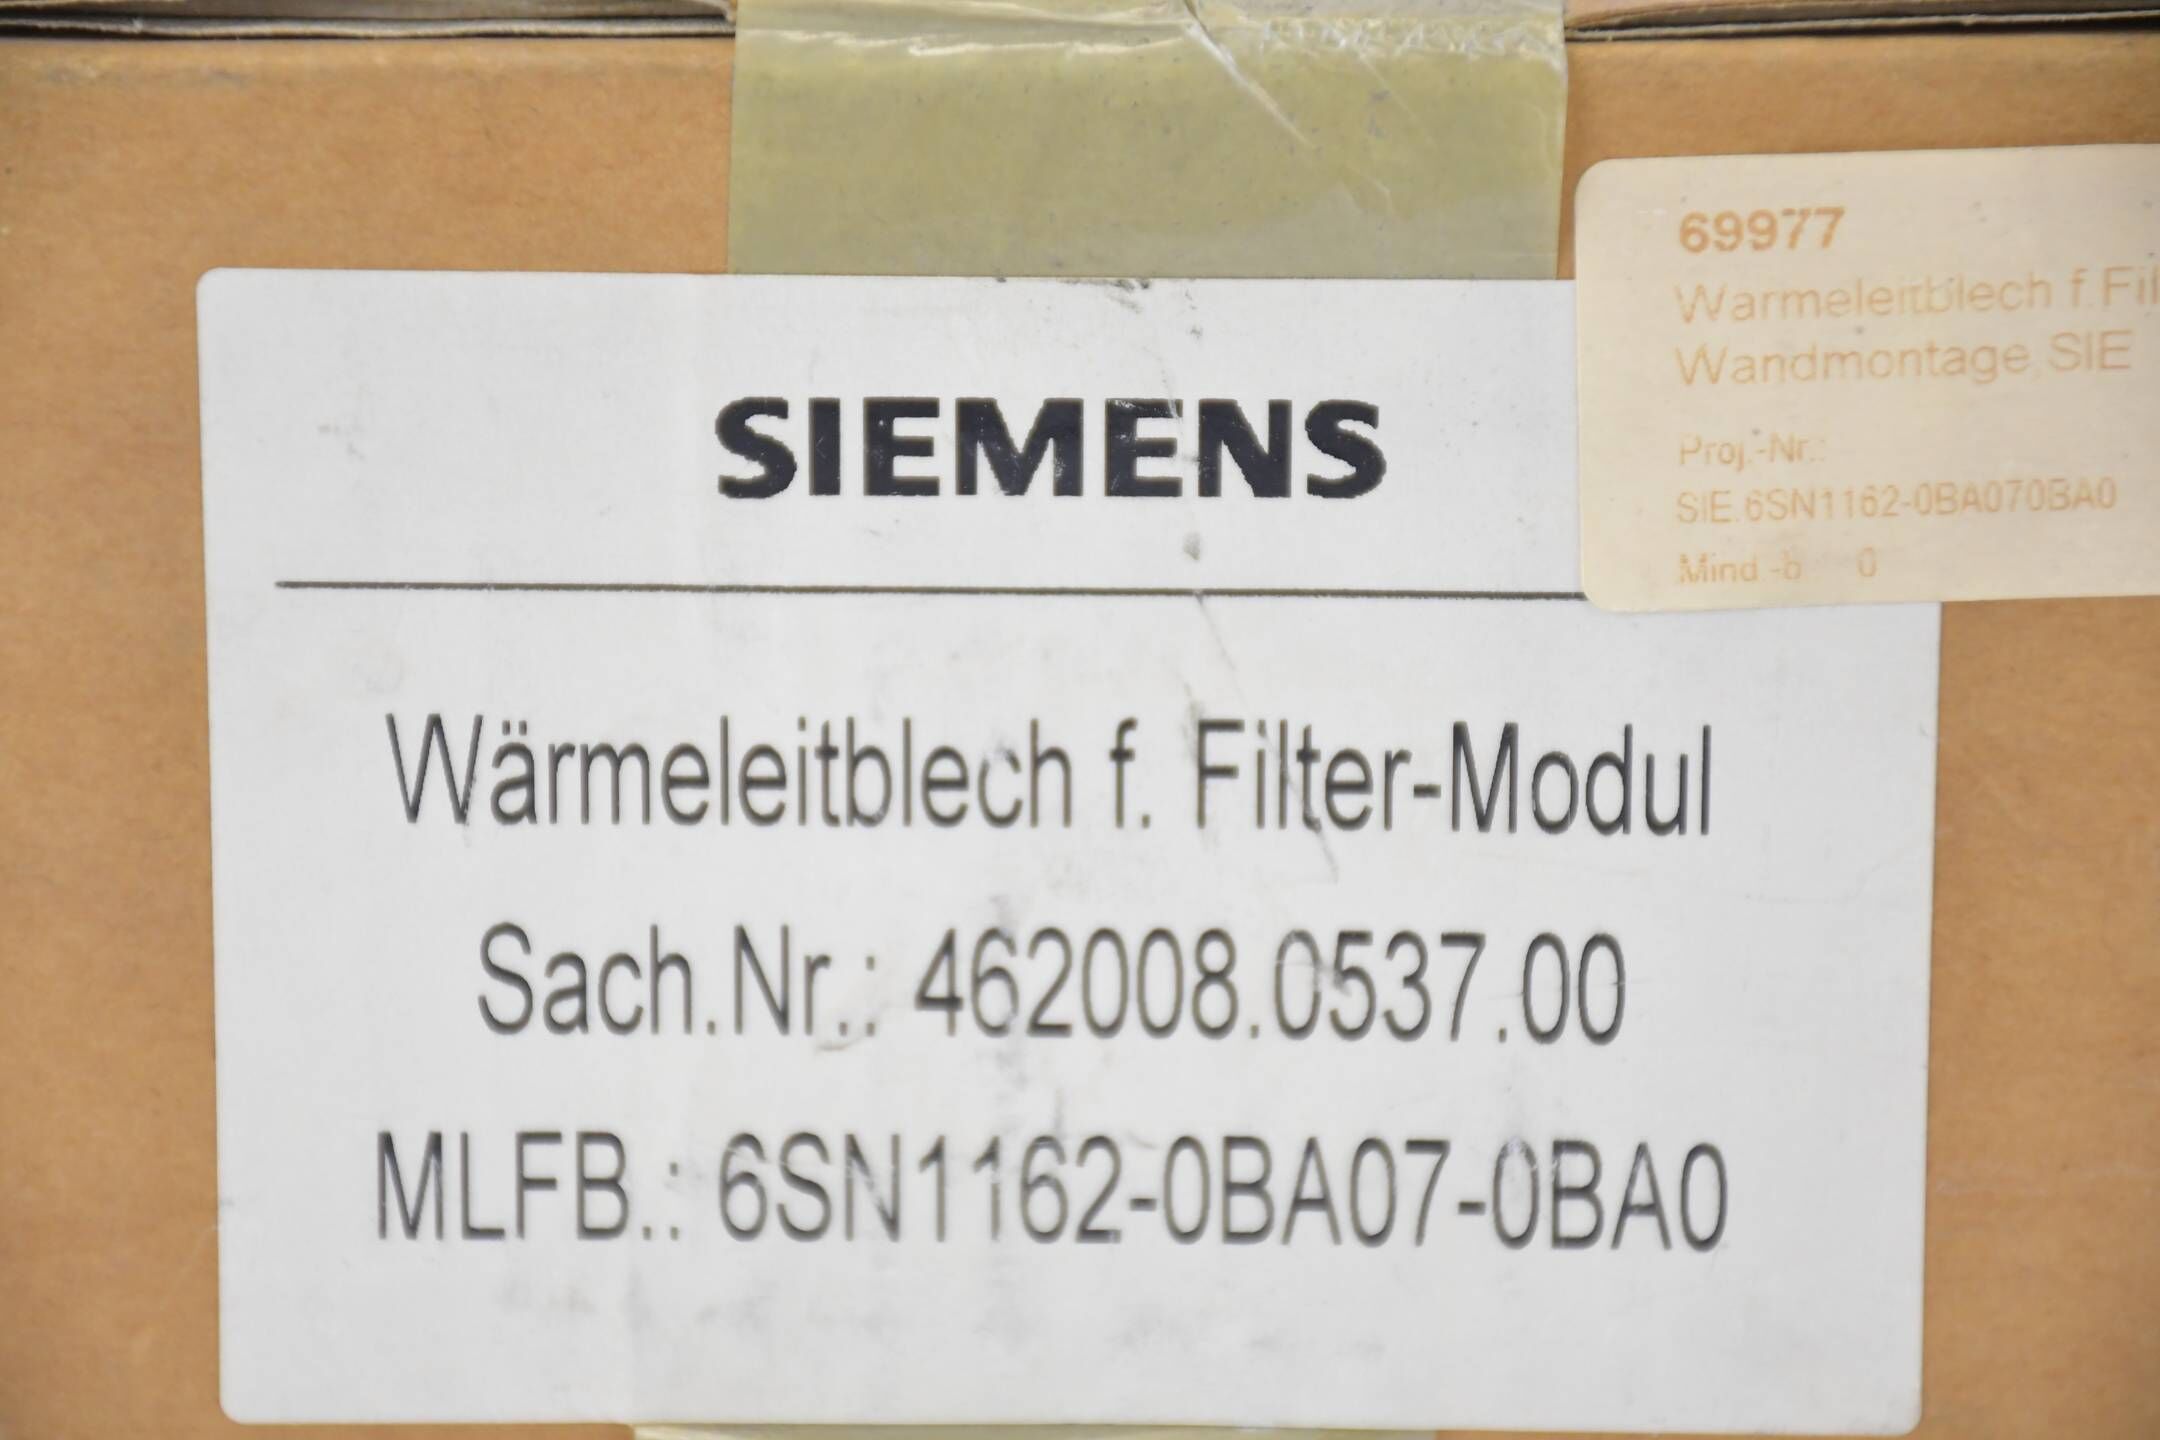 SIEMENS
Wärmeleitblech f. Filter-Modul
Sach.Nr.: 462008.0537.00
MLFB.: 6SN1162-0BA07-0BA0
69977
Warmeleitblech f.Fil
Wandmontage SIE
Proj.-Nr.:
SIE.6SN1162-0BA070BA0
Mind.-b 0